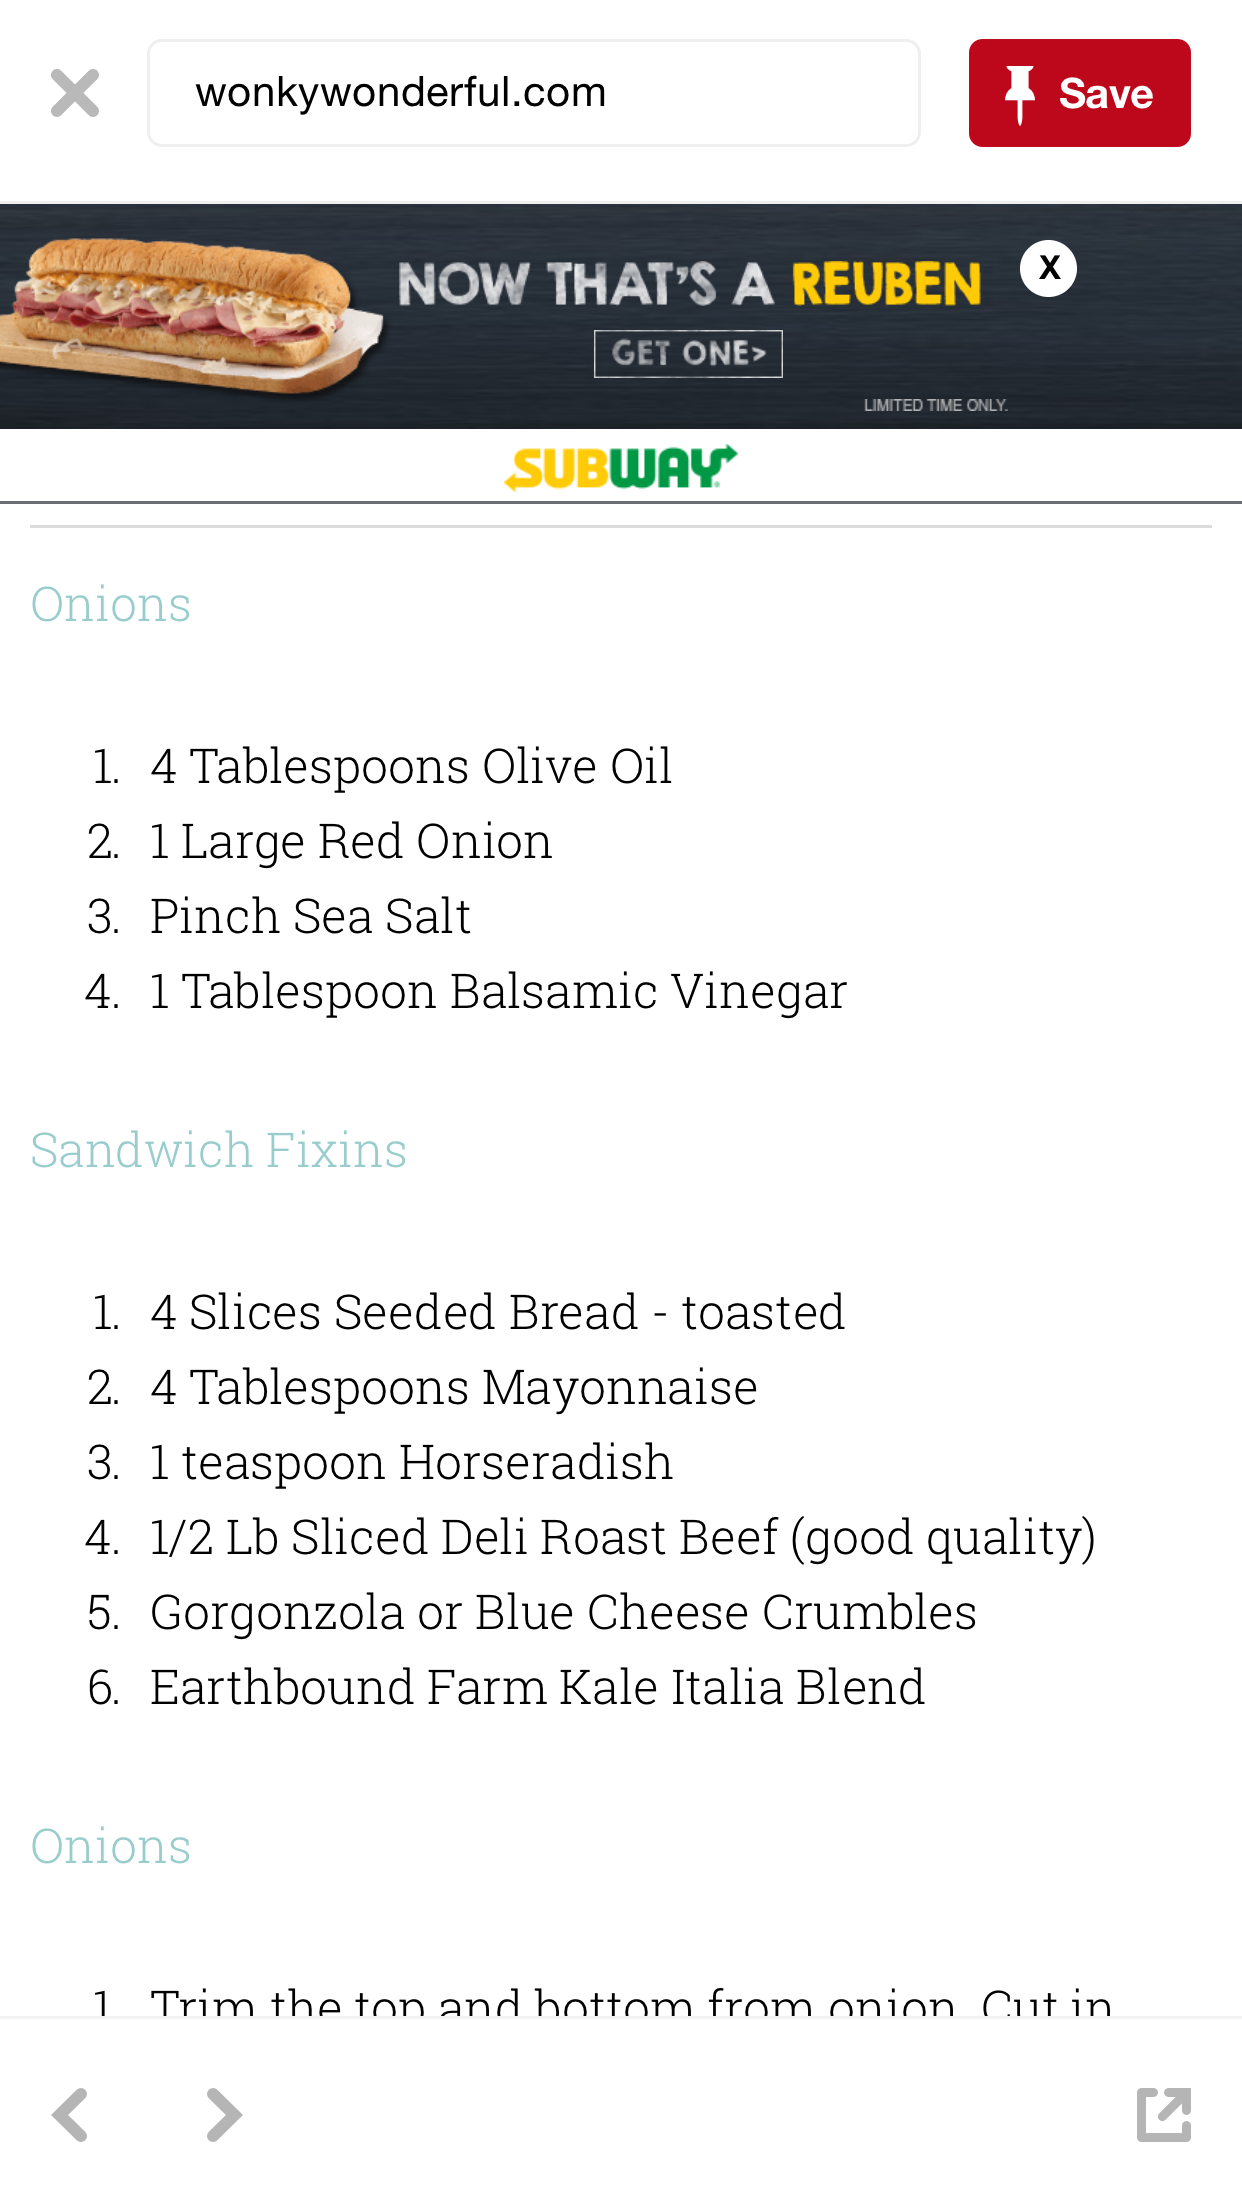 wonkywonderful.com
Save
NOW THAT'S A REUBEN
X
GET ONE>
LIMITED TIME ONLY.
SUBWAY
Onions
1. 4 Tablespoons Olive Oil
2. 1 Large Red Onion
3. Pinch Sea Salt
4. 1 Tablespoon Balsamic Vinegar
Sandwich Fixins
1. 4 Slices Seeded Bread - toasted
2. 4 Tablespoons Mayonnaise
3. 1 teaspoon Horseradish
4. 1/2 Lb Sliced Deli Roast Beef (good quality)
5. Gorgonzola or Blue Cheese Crumbles
6. Earthbound Farm Kale Italia Blend
Onions
1. Trim the top and bottom from onion. Cut in